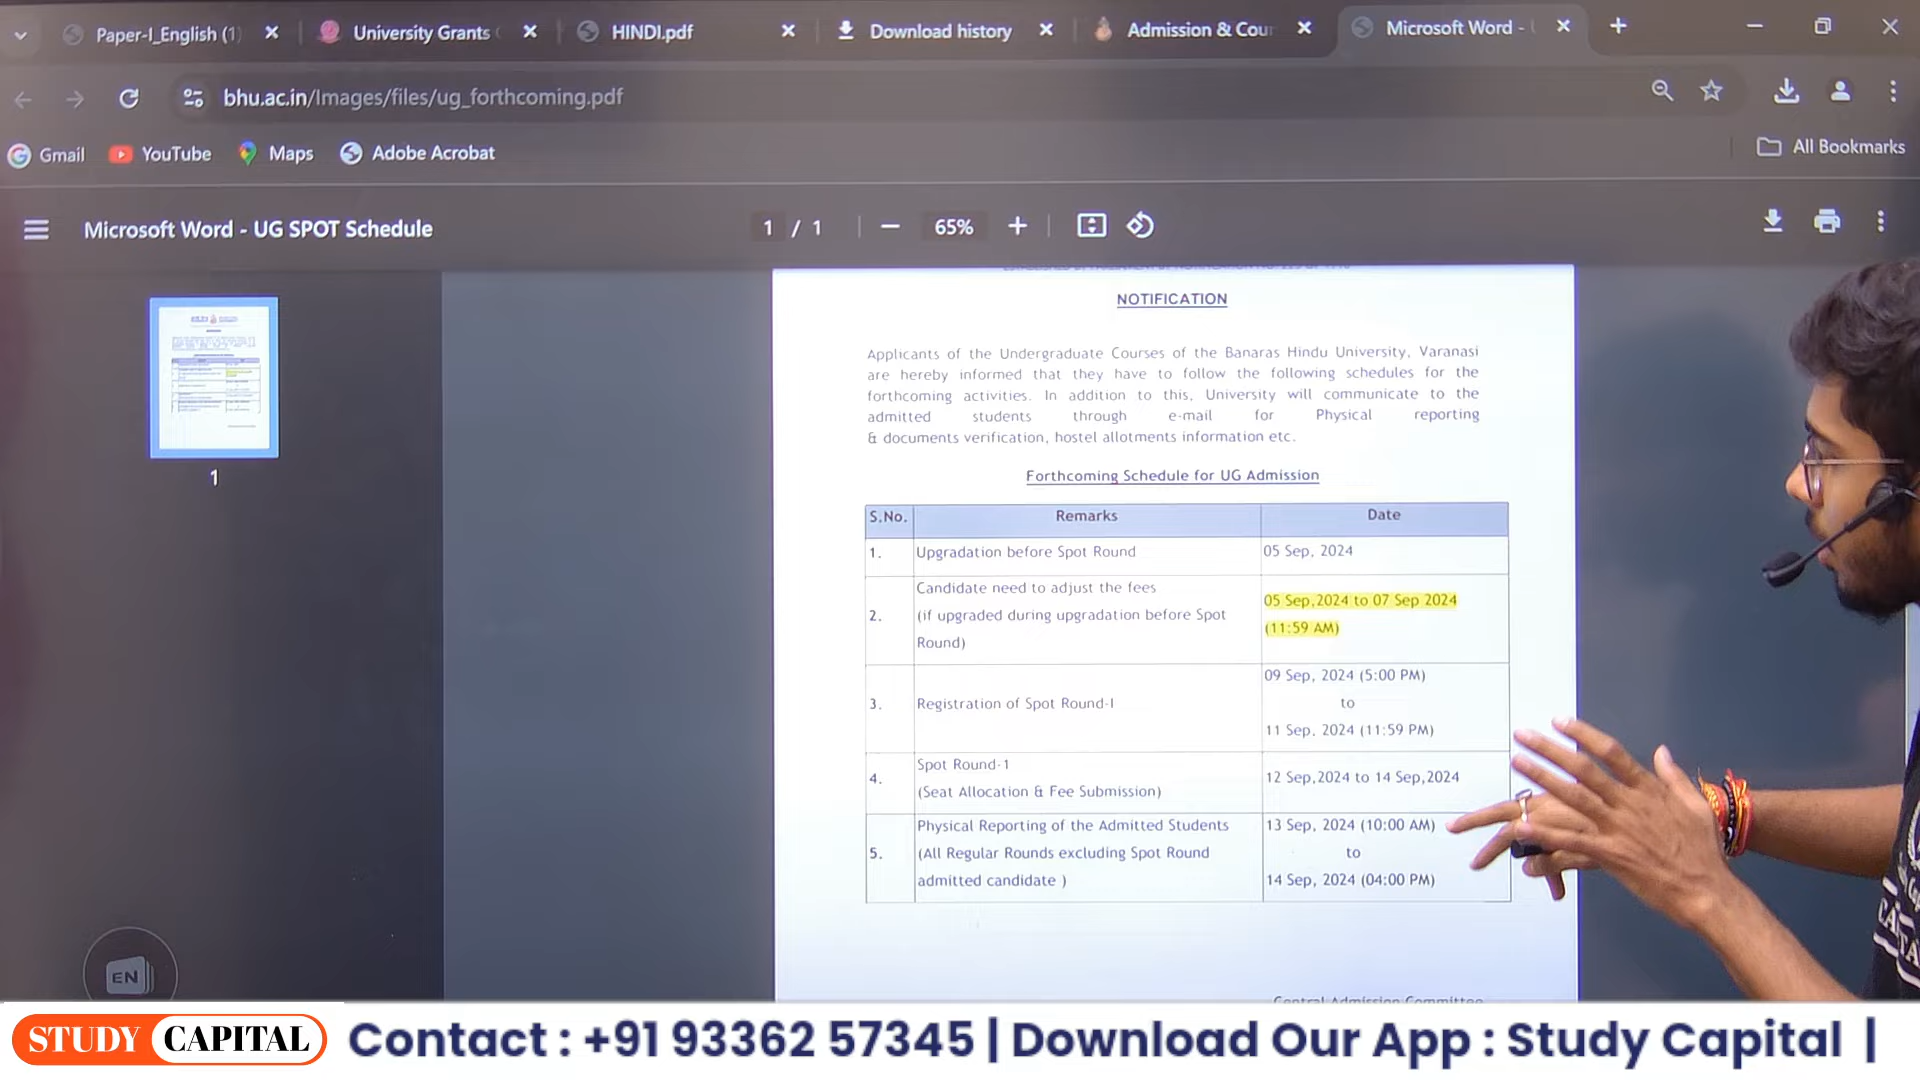 Paper-I_English (1)
University Grants
HINDI.pdf
Download history
Admission & Cour
Microsoft Word -
bhu.ac.in/Images/files/ug_forthcoming.pdf
Gmail
YouTube
Maps
Adobe Acrobat
All Bookmarks
Microsoft Word - UG SPOT Schedule
1 / 1
65%
1
NOTIFICATION
Applicants of the Undergraduate Courses of the Banaras Hindu University, Varanasi
are hereby informed that they have to follow the following schedules for the
forthcoming activities. In addition to this, University will communicate to the
admitted students through e-mail for Physical reporting
& documents verification, hostel allotments information etc.
Forthcoming Schedule for UG Admission
S.No. Remarks Date
1. Upgradation before Spot Round 05 Sep, 2024
2. Candidate need to adjust the fees
(if upgraded during upgradation before Spot
Round)
05 Sep,2024 to 07 Sep 2024
(11:59 AM)
3. Registration of Spot Round-I
09 Sep, 2024 (5:00 PM)
to
11 Sep. 2024 (11:59 PM)
4. Spot Round-1
(Seat Allocation & Fee Submission)
12 Sep,2024 to 14 Sep,2024
5. Physical Reporting of the Admitted Students
(All Regular Rounds excluding Spot Round
admitted candidate )
13 Sep, 2024 (10:00 AM)
to
14 Sep, 2024 (04:00 PM)
Central Admission Committee
EN
STUDY CAPITAL
Contact : +91 93362 57345 | Download Our App : Study Capital |